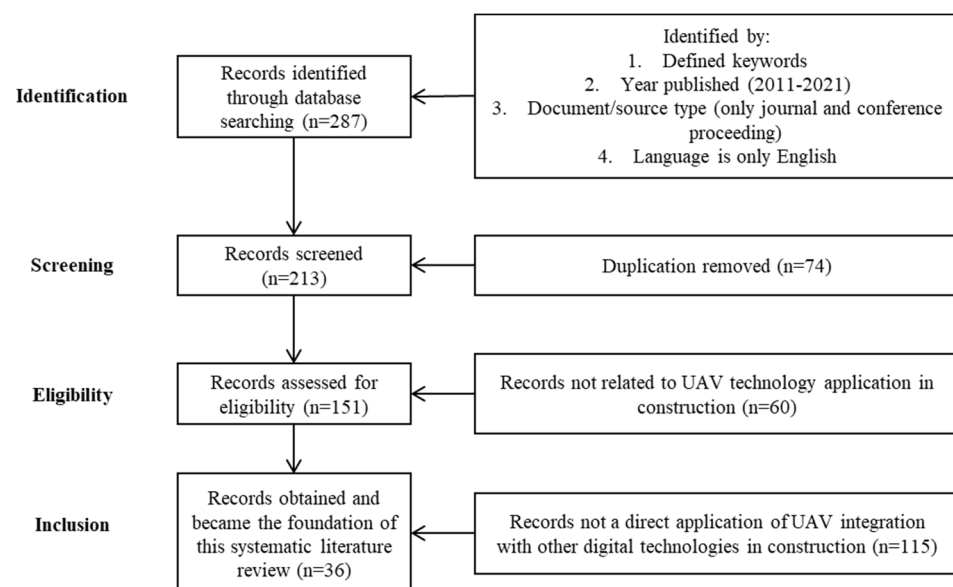 Identification
Records identified
through database
searching (n=287)
Identified by:
1. Defined keywords
2. Year published (2011-2021)
3. Document/source type (only journal and conference
proceeding)
4. Language is only English
Screening
Records screened
(n=213)
Duplication removed (n=74)
Eligibility
Records assessed for
eligibility (n=151)
Records not related to UAV technology application in
construction (n=60)
Inclusion
Records obtained and
became the foundation of
this systematic literature
review (n=36)
Records not a direct application of UAV integration
with other digital technologies in construction (n=115)